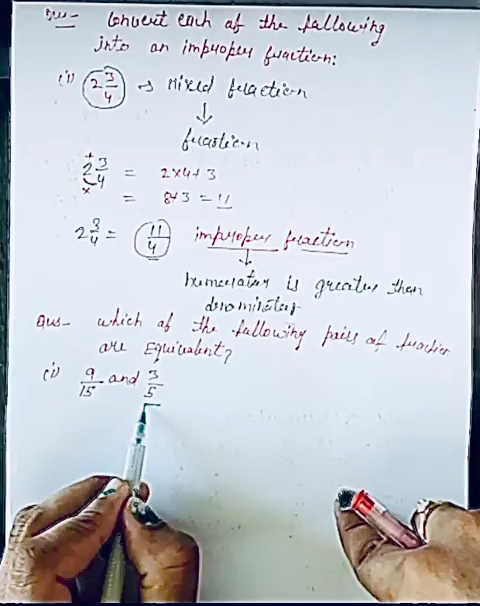 Ques- Convert each of the following
into an improper fraction:
(i) 2 3/4 → Mixed fraction
↓
fraction
2 3/4 = 2×4+3
+
×
= 8+3 = 11
2 3/4 = 11/4 improper fraction
↓
numerator is greater than
denominator
Ques- which of the following pairs of fraction
are Equivalent?
(i) 9/15 and 3/5